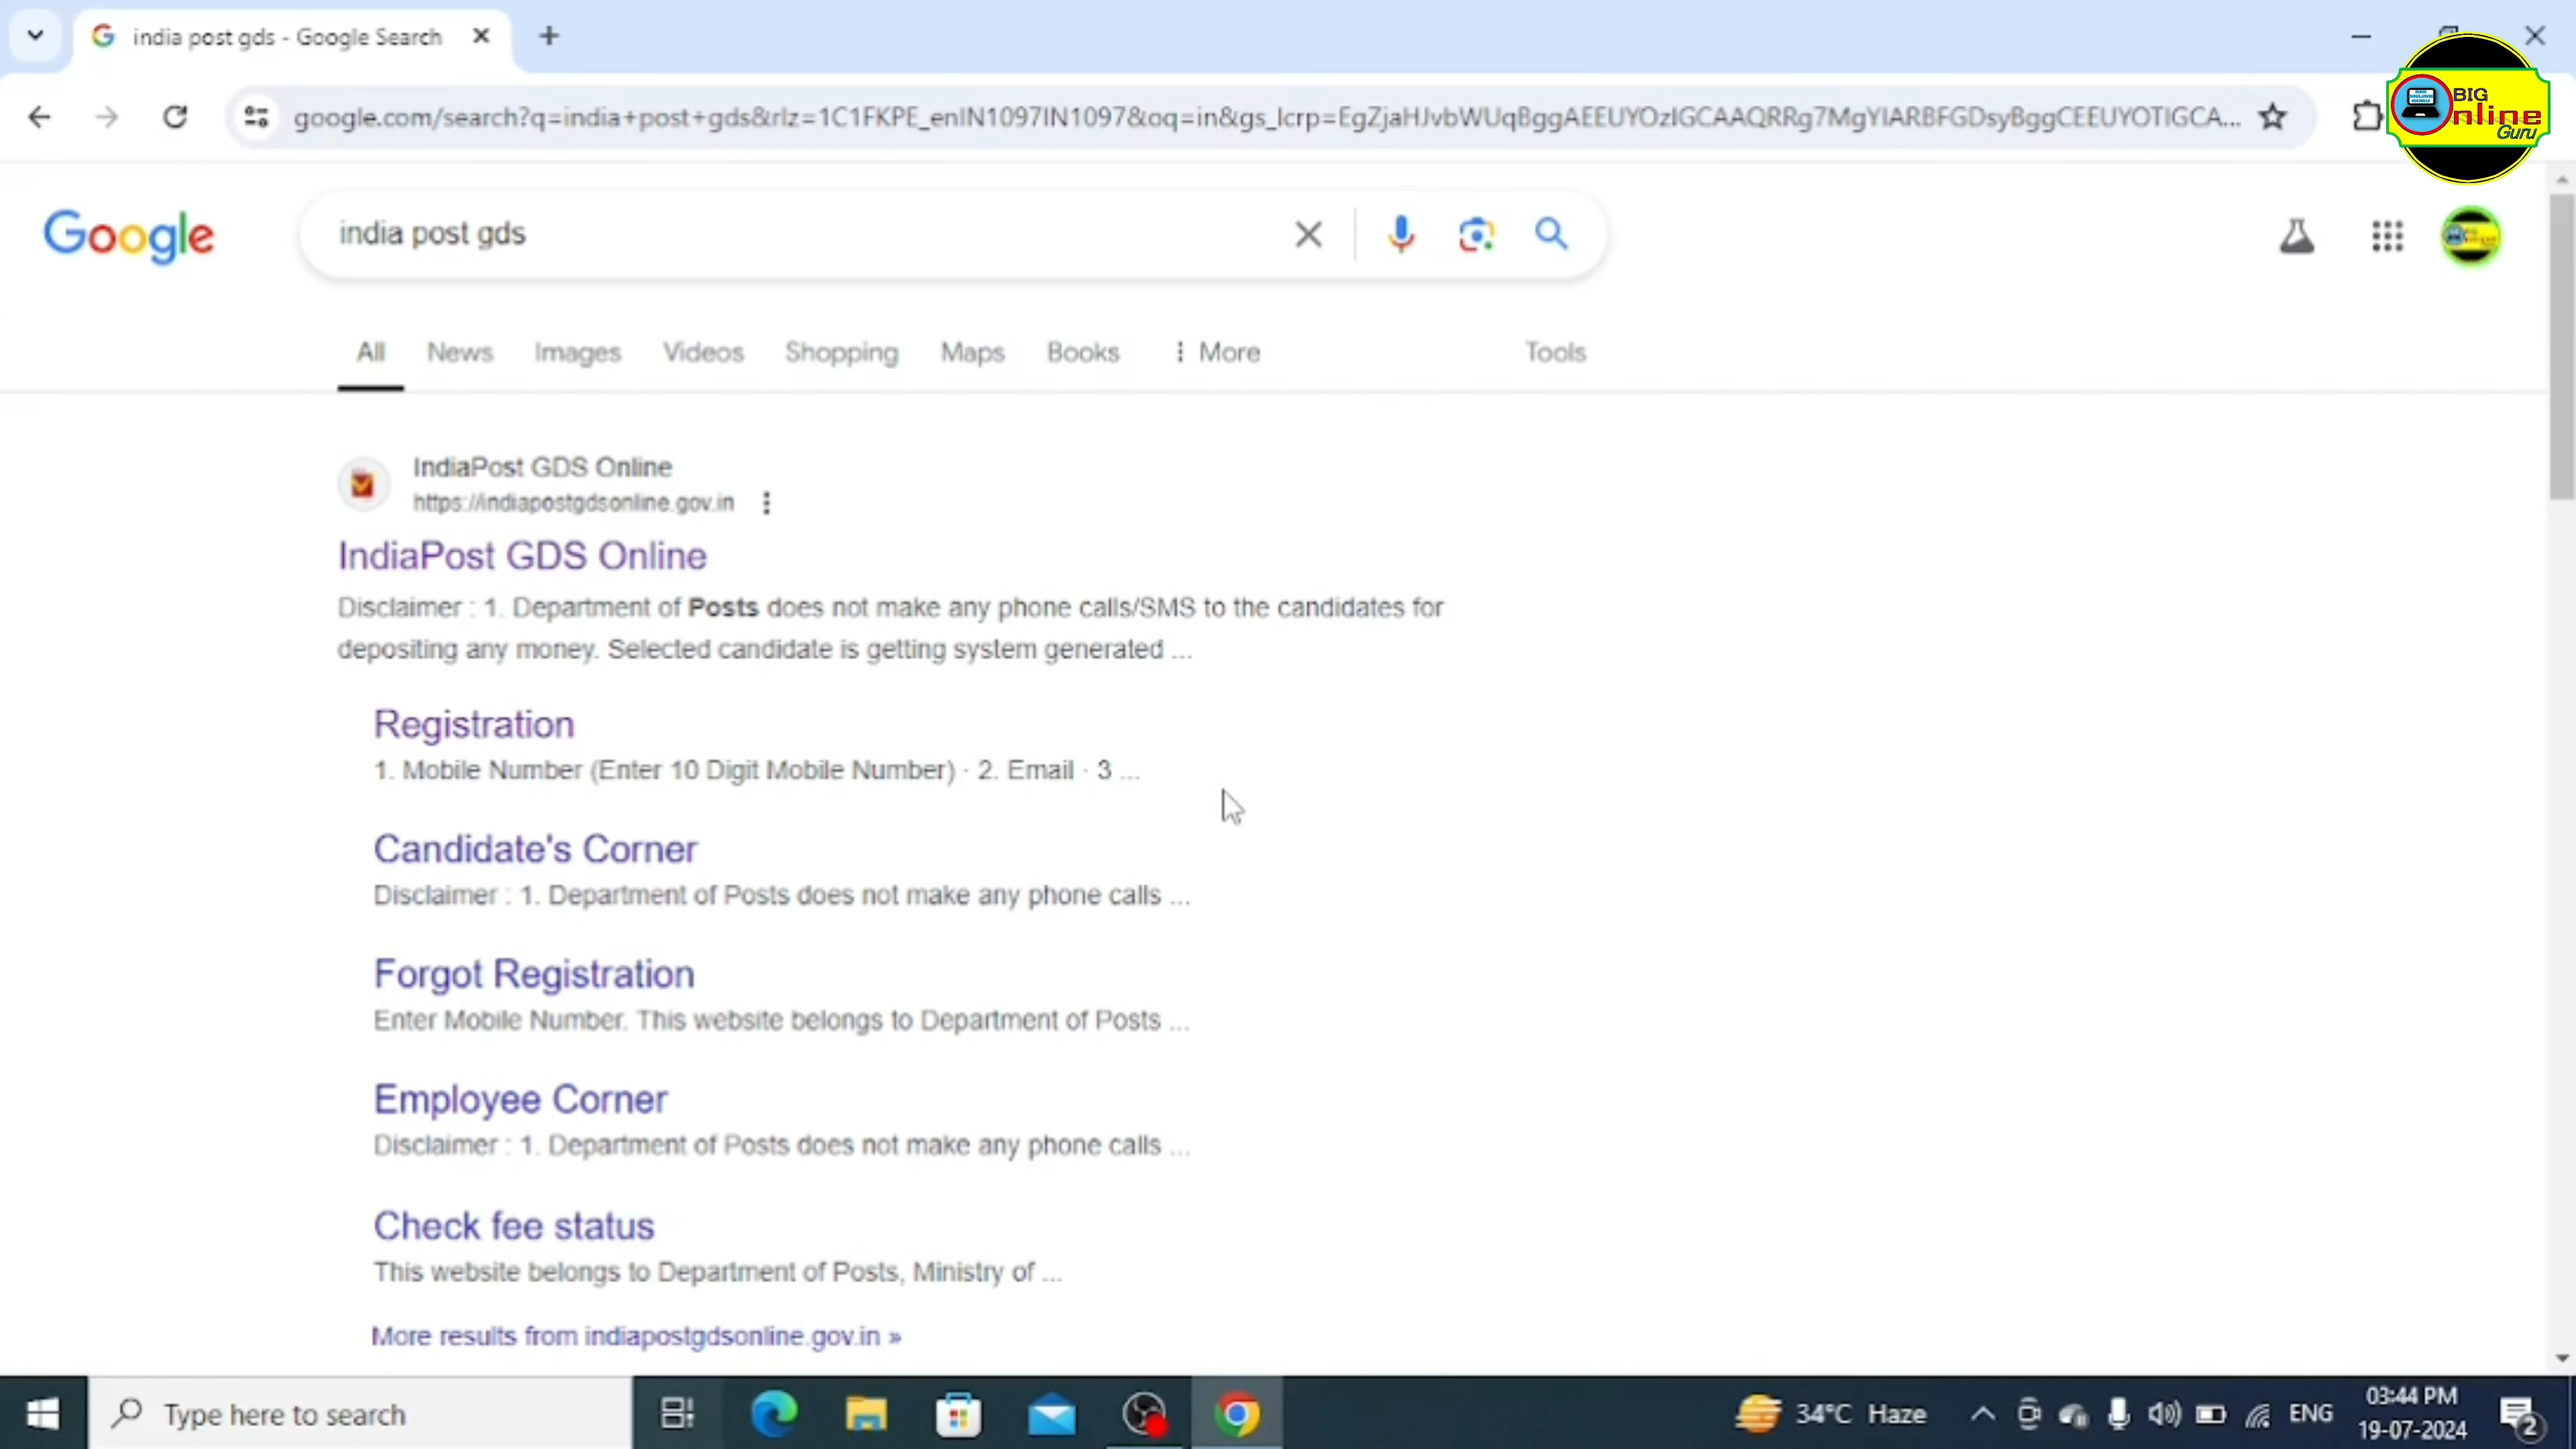 india post gds - Google Search
google.com/search?q=india+post+gds&rlz=1C1FKPE_enIN1097IN1097&oq=in&gs_lcrp=EgZjaHJvbWUqBggAEEUYOzIGCAAQRRg7MgYIARBFGDsyBggCEEUYOTIGCA...
BIG
Online
Guru
Google
india post gds
All News Images Videos Shopping Maps Books More Tools
IndiaPost GDS Online
https://indiapostgdsonline.gov.in
IndiaPost GDS Online
Disclaimer : 1. Department of Posts does not make any phone calls/SMS to the candidates for
depositing any money. Selected candidate is getting system generated ...
Registration
1. Mobile Number (Enter 10 Digit Mobile Number) · 2. Email · 3 ...
Candidate's Corner
Disclaimer : 1. Department of Posts does not make any phone calls ...
Forgot Registration
Enter Mobile Number. This website belongs to Department of Posts ...
Employee Corner
Disclaimer : 1. Department of Posts does not make any phone calls ...
Check fee status
This website belongs to Department of Posts, Ministry of ...
More results from indiapostgdsonline.gov.in »
Type here to search
34°C Haze
ENG
03:44 PM
19-07-2024
2